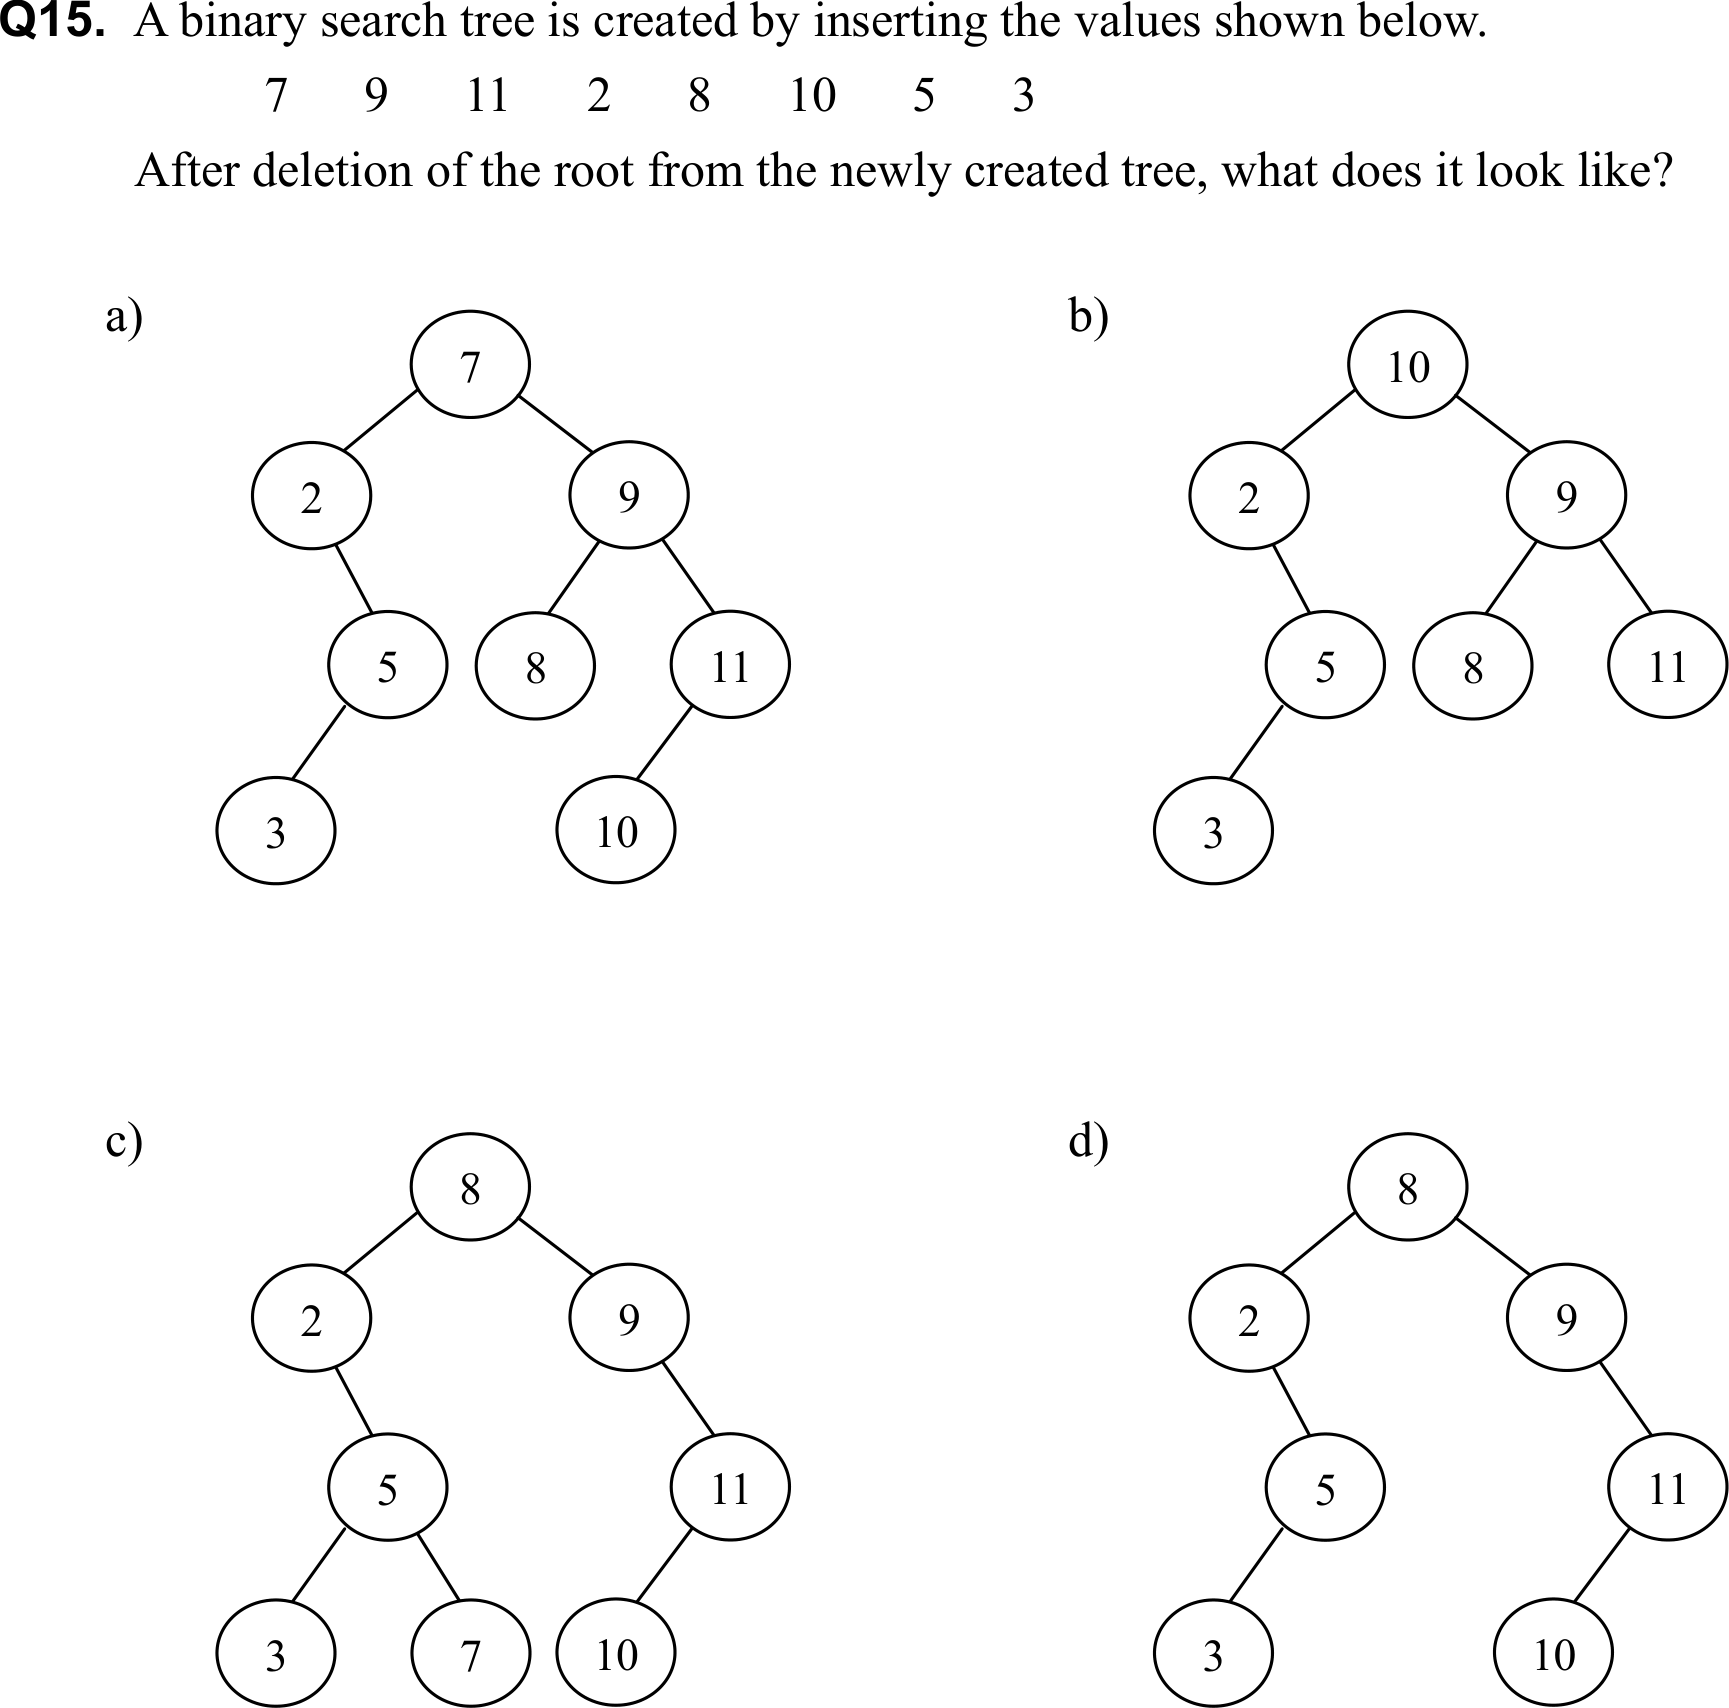 Q15. A binary search tree is created by inserting the values shown below.
7 9 11 2 8 10 5 3
After deletion of the root from the newly created tree, what does it look like?
a)
7
2 9
5 8 11
3 10
b)
10
2 9
5 8 11
3
c)
8
2 9
5 11
3 7 10
d)
8
2 9
5 11
3 10